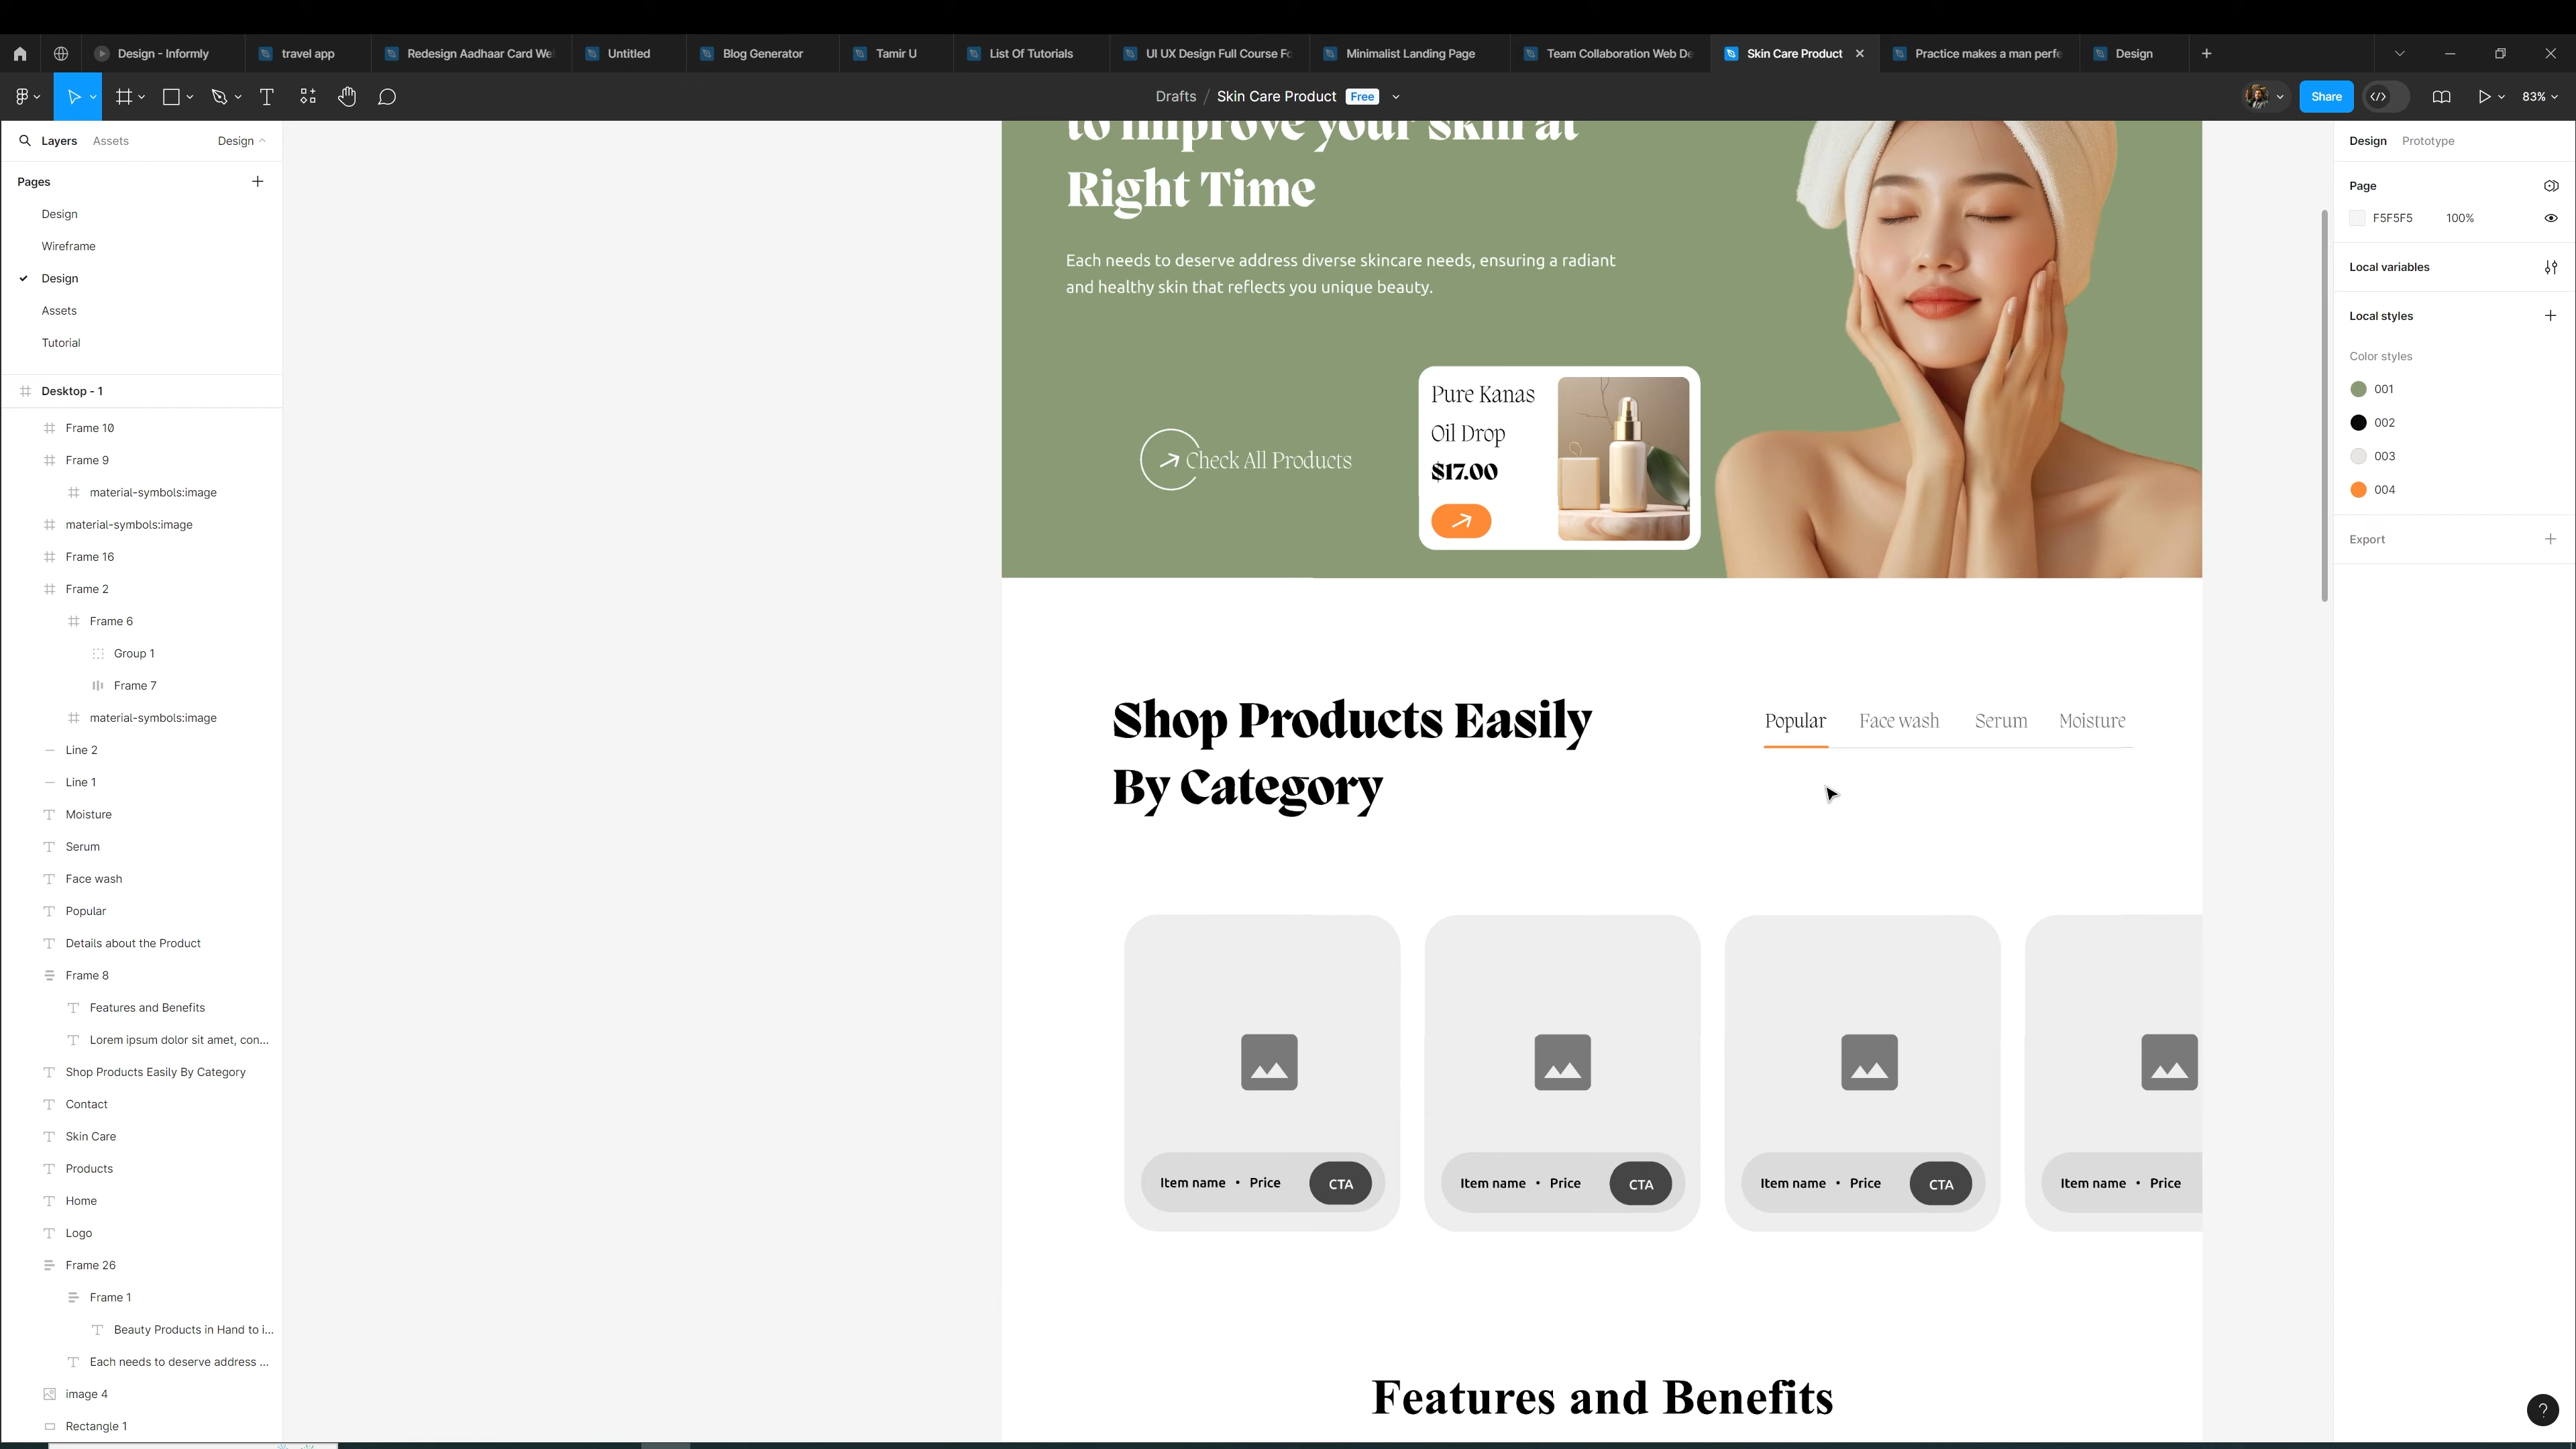 Design - Informly
travel app
Redesign Aadhaar Card We
Untitled
Blog Generator
Tamir U
List Of Tutorials
UI UX Design Full Course Fo
Minimalist Landing Page
Team Collaboration Web De
Skin Care Product
Practice makes a man perfe
Design
Drafts / Skin Care Product Free
Share
83%
Layers
Assets
Design
Pages
Design
Wireframe
Design
Assets
Tutorial
Desktop - 1
Frame 10
Frame 9
material-symbols:image
material-symbols:image
Frame 16
Frame 2
Frame 6
Group 1
Frame 7
material-symbols:image
Line 2
Line 1
Moisture
Serum
Face wash
Popular
Details about the Product
Frame 8
Features and Benefits
Lorem ipsum dolor sit amet, con...
Shop Products Easily By Category
Contact
Skin Care
Products
Home
Logo
Frame 26
Frame 1
Beauty Products in Hand to i...
Each needs to deserve address ...
image 4
Rectangle 1
to improve your skin at
Right Time
Each needs to deserve address diverse skincare needs, ensuring a radiant
and healthy skin that reflects you unique beauty.
Check All Products
Pure Kanas
Oil Drop
$17.00
Shop Products Easily
By Category
Popular
Face wash
Serum
Moisture
Item name • Price
CTA
Item name • Price
CTA
Item name • Price
CTA
Item name • Price
Features and Benefits
Design
Prototype
Page
F5F5F5
100%
Local variables
Local styles
Color styles
001
002
003
004
Export
?